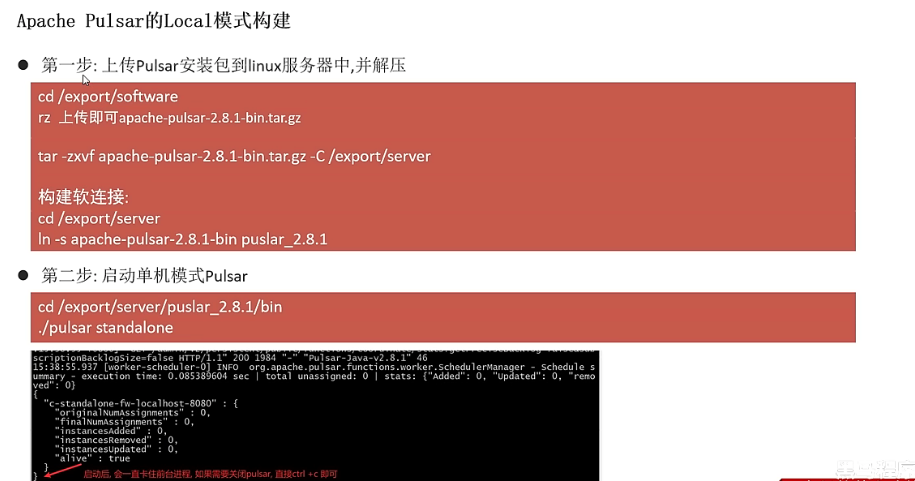 Apache Pulsar的Local模式构建
● 第一步: 上传Pulsar安装包到linux服务器中,并解压
cd /export/software
rz 上传即可apache-pulsar-2.8.1-bin.tar.gz
tar -zxvf apache-pulsar-2.8.1-bin.tar.gz -C /export/server
构建软连接:
cd /export/server
ln -s apache-pulsar-2.8.1-bin puslar_2.8.1
● 第二步: 启动单机模式Pulsar
cd /export/server/puslar_2.8.1/bin
./pulsar standalone
scriptionBacklogSize=false HTTP/1.1" 200 1984 "-" "Pulsar-Java-v2.8.1" 46
15:38:55.937 [worker-scheduler-0] INFO org.apache.pulsar.functions.worker.SchedulerManager - Schedule s
ummary - execution time: 0.085389604 sec | total unassigned: 0 | stats: {"Added": 0, "Updated": 0, "remo
ved": 0}
{
"c-standalone-fw-localhost-8080" : {
"originalNumAssignments" : 0,
"finalNumAssignments" : 0,
"instancesAdded" : 0,
"instancesRemoved" : 0,
"instancesUpdated" : 0,
"alive" : true
}
}
启动后, 会一直卡住前台进程, 如果需要关闭pulsar, 直接ctrl +c 即可